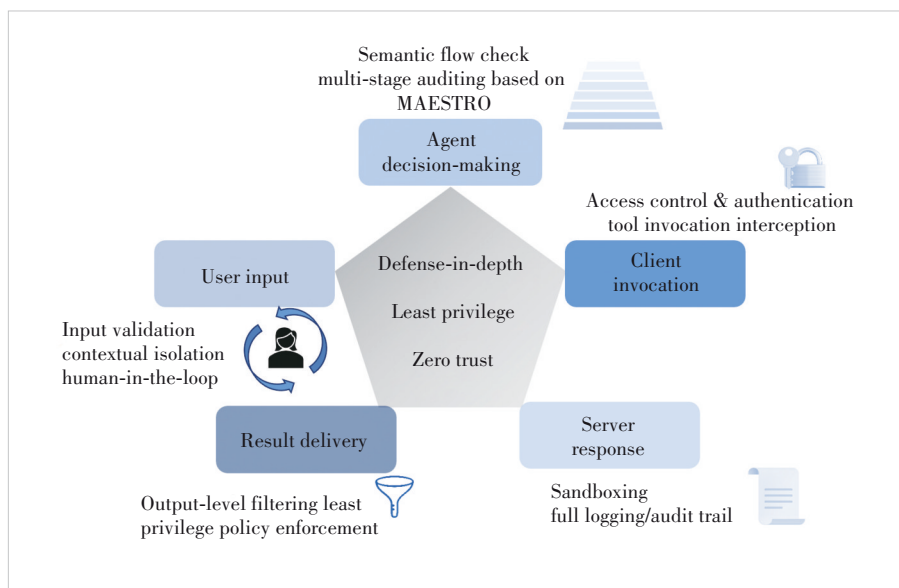 Semantic flow check
multi-stage auditing based on
MAESTRO
Agent
decision-making
Access control & authentication
tool invocation interception
Client
invocation
User input
Defense-in-depth
Least privilege
Zero trust
Input validation
contextual isolation
human-in-the-loop
Result delivery
Output-level filtering least
privilege policy enforcement
Server
response
Sandboxing
full logging/audit trail